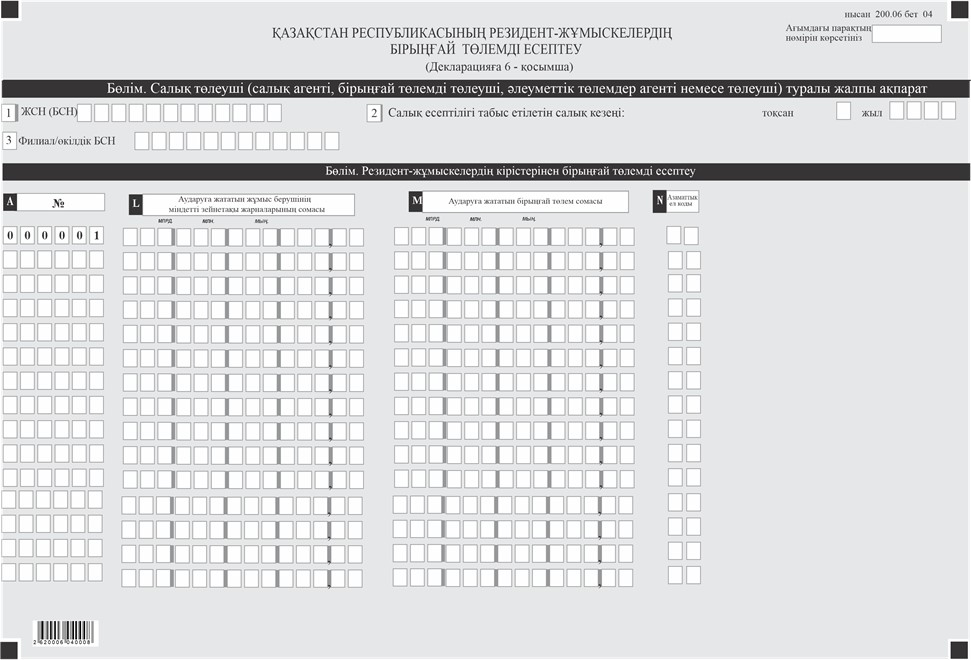 нысан 200.06 бет 04
Ағымдағы парақтың
нөмірін көрсетіңіз
ҚАЗАҚСТАН РЕСПУБЛИКАСЫНЫҢ РЕЗИДЕНТ-ЖҰМЫСКЕЛЕРДІҢ
БІРЫҢҒАЙ ТӨЛЕМДІ ЕСЕПТЕУ
(Декларацияға 6 - қосымша)
Бөлім. Салық төлеуші (салық агенті, бірыңғай төлемді төлеуші, әлеуметтік төлемдер агенті немесе төлеуші) туралы жалпы ақпарат
1 ЖСН (БСН)
2 Салық есептілігі табыс етілетін салық кезеңі: тоқсан жыл
3 Филиал/өкілдік БСН
Бөлім. Резидент-жұмыскелердің кірістерінен бірыңғай төлемді есептеу
A №
L Аударуға жататын жұмыс берушінің
міндетті зейнетақы жарналарының сомасы
M Аударуға жататын бірыңғай төлем сомасы
N Азаматтық
ел коды
МЛРД. МЛН. МЫҢ. МЛРД. МЛН. МЫҢ.
0 0 0 0 0 1
2 620006 040008